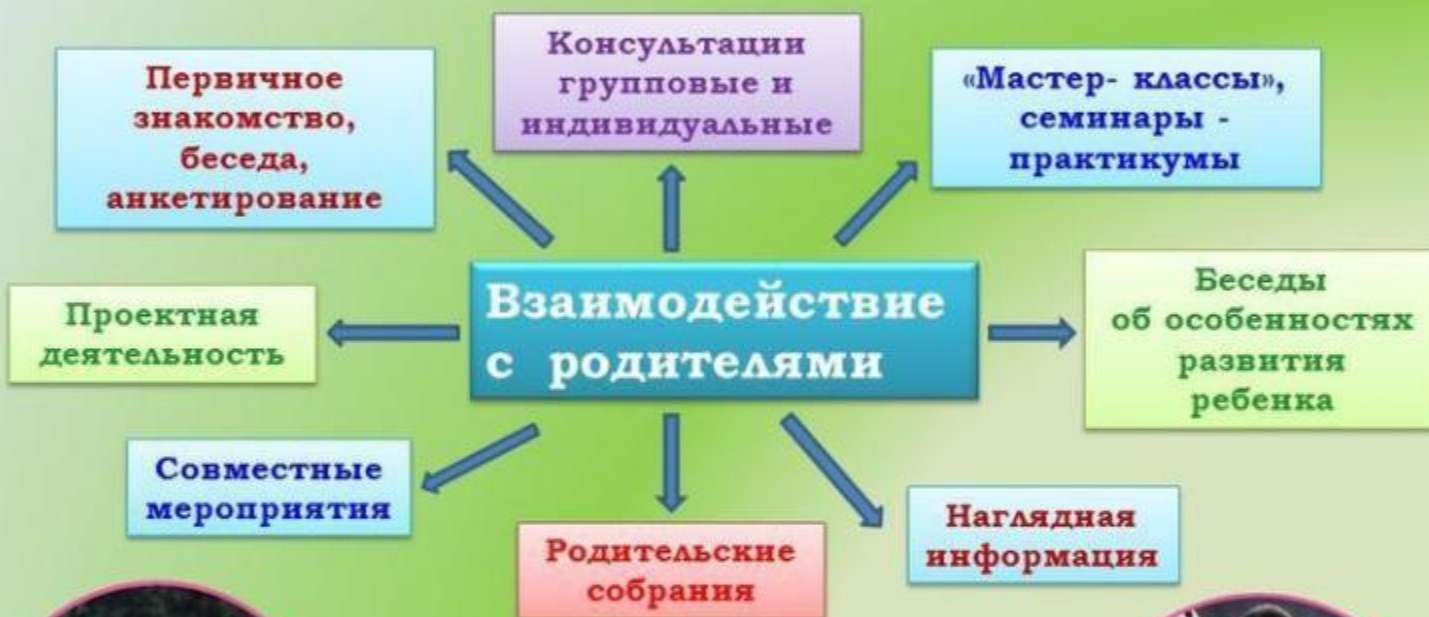 Консультации
групповые и
индивидуальные
Первичное
знакомство,
беседа,
анкетирование
«Мастер- классы»,
семинары -
практикумы
Взаимодействие
с родителями
Проектная
деятельность
Беседы
об особенностях
развития
ребенка
Совместные
мероприятия
Родительские
собрания
Наглядная
информация